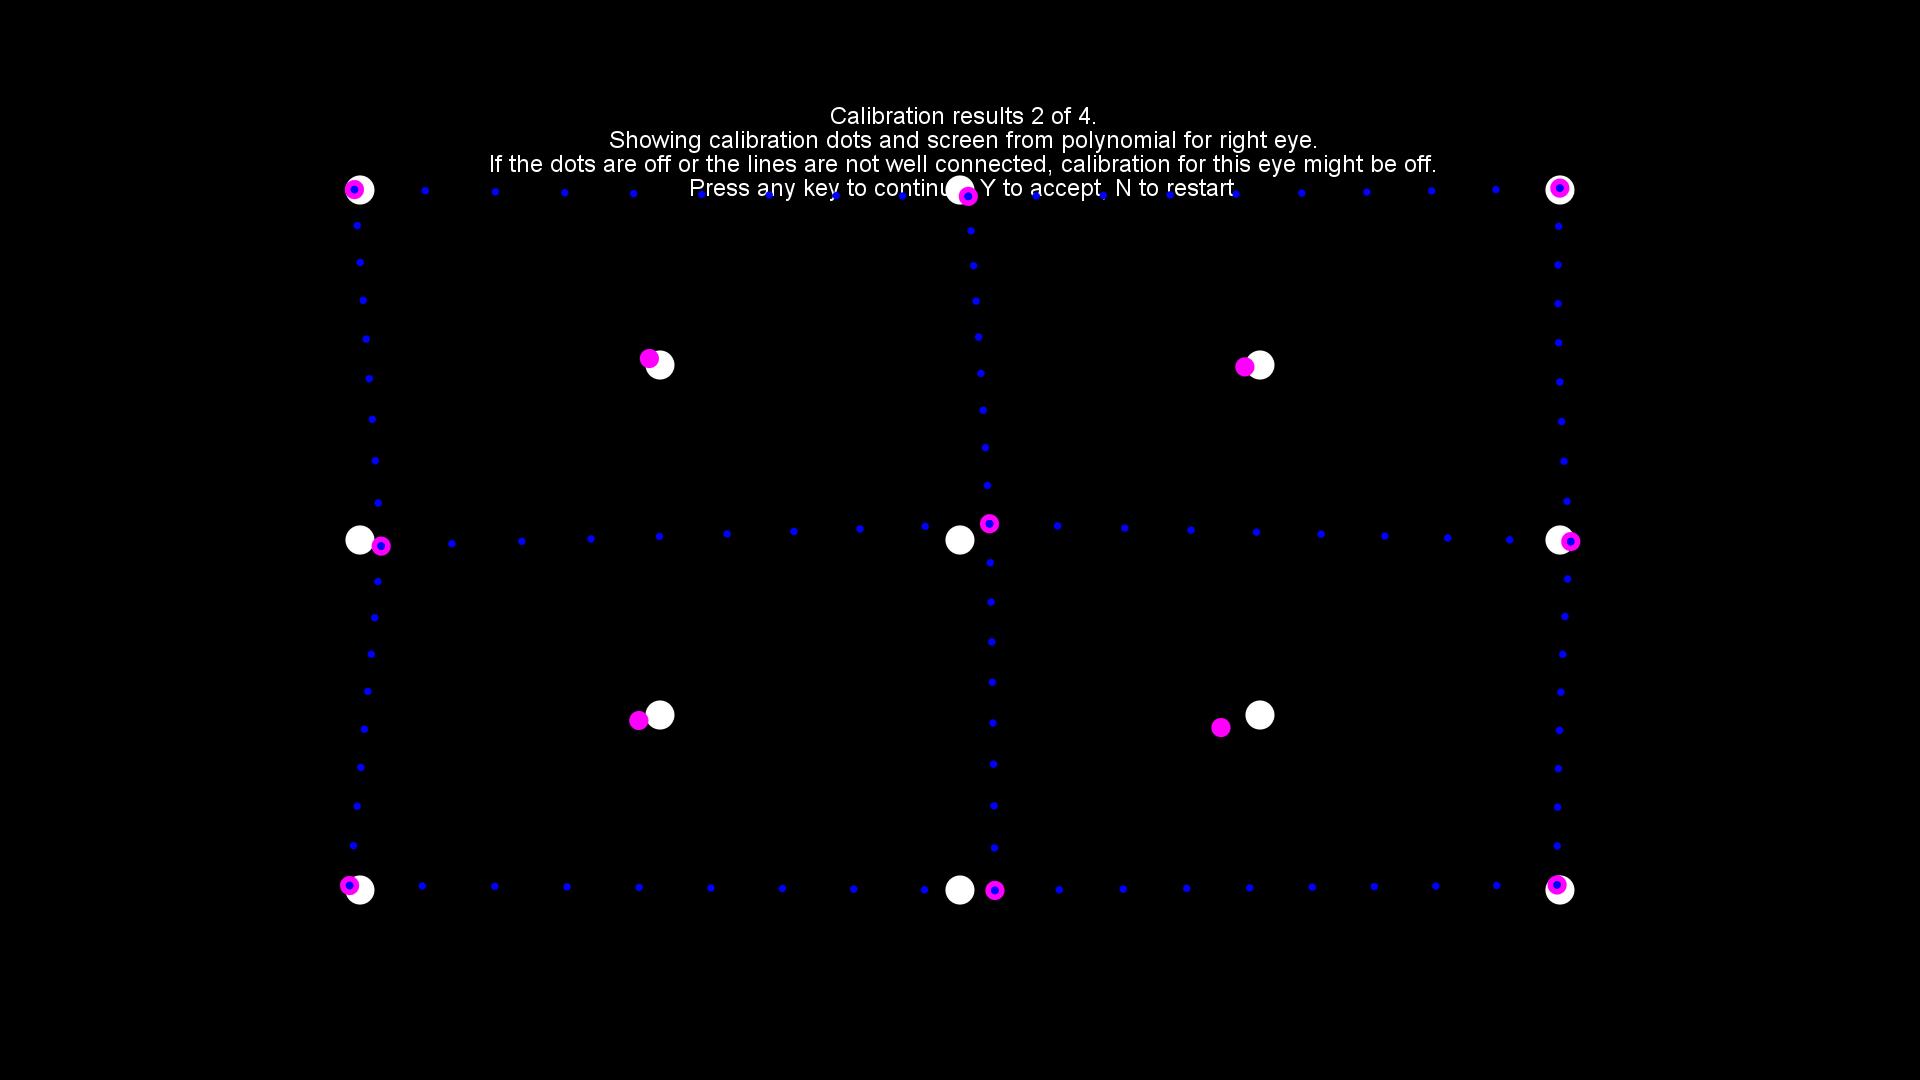 Calibration results 2 of 4.
Showing calibration dots and screen from polynomial for right eye.
If the dots are off or the lines are not well connected, calibration for this eye might be off.
Press any key to continue, Y to accept, N to restart